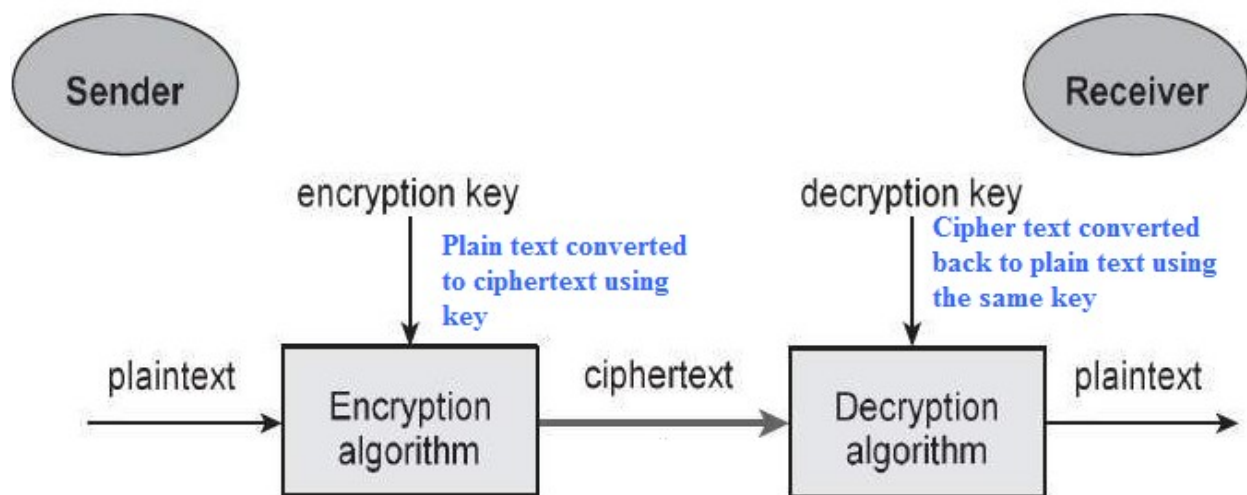 Sender
Receiver
encryption key
decryption key
Plain text converted
to ciphertext using
key
Cipher text converted
back to plain text using
the same key
plaintext
Encryption
algorithm
ciphertext
Decryption
algorithm
plaintext